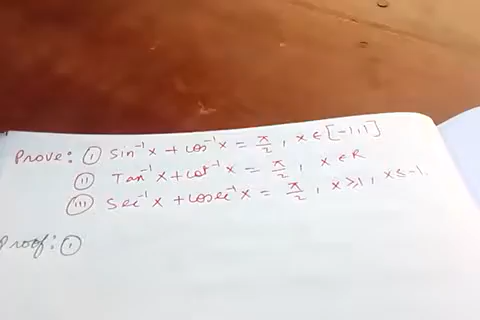 Prove: (i) Sin⁻¹x + cos⁻¹x = π/2, x ∈ [-1,1]
(ii) Tan⁻¹x + cot⁻¹x = π/2, x ∈ R
(iii) Sec⁻¹x + cosec⁻¹x = π/2, x ≥ 1, x ≤ -1.
Proof: (i)